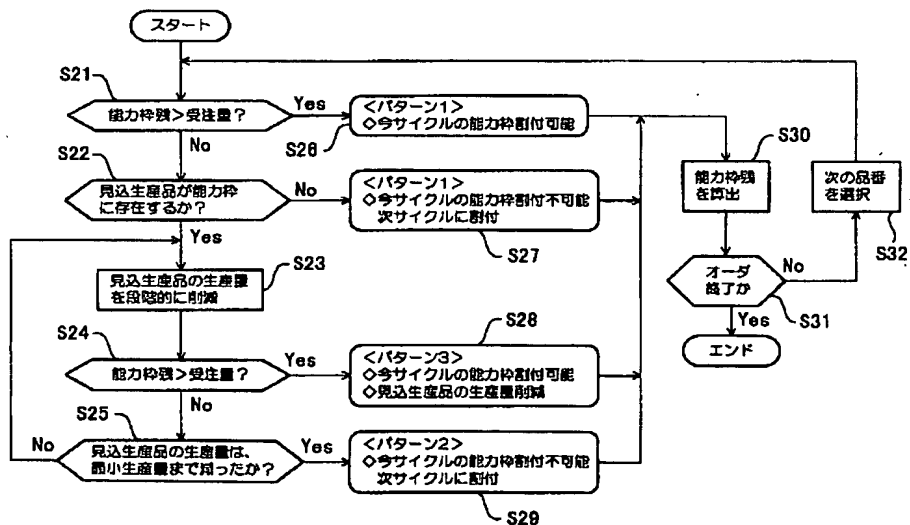 スタート
S21
能力枠残>受注量?
Yes
<パターン1>
◇今サイクルの能力枠割付可能
S26
No
S22
見込生産品が能力枠
に存在するか?
No
<パターン1>
◇今サイクルの能力枠割付不可能
次サイクルに割付
S27
Yes
S23
見込生産品の生産量
を段階的に削減
S24
能力枠残>受注量?
Yes
S28
<パターン3>
◇今サイクルの能力枠割付可能
◇見込生産品の生産量削減
No
S25
No
見込生産品の生産量は、
最小生産量まで減ったか?
Yes
<パターン2>
◇今サイクルの能力枠割付不可能
次サイクルに割付
S29
S30
能力枠残
を算出
次の品番
を選択
S32
オーダ
終了か
No
S31
Yes
エンド